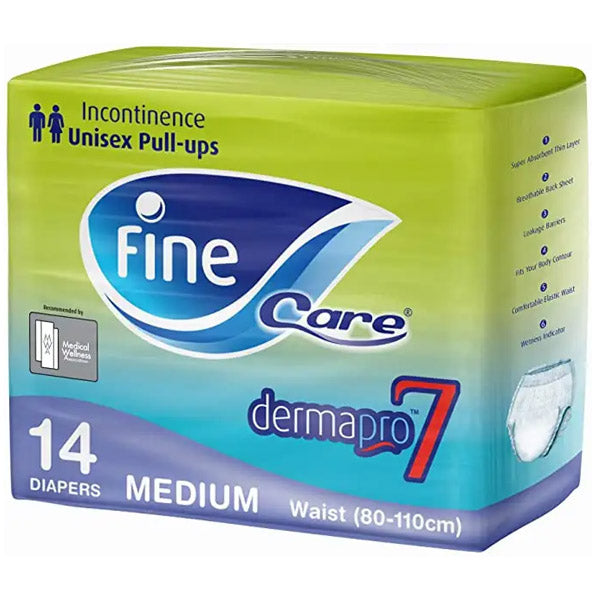 Incontinence
Unisex Pull-ups
fine
Care®
Recommended by
Medical
Wellness
Association
dermapro™7
14
DIAPERS
MEDIUM
Waist (80-110cm)
1
Super Absorbent Thin Layer
2
Breathable Back Sheet
3
Leakage Barriers
4
Fits Your Body Contour
5
Comfortable Elastic Waist
6
Wetness Indicator